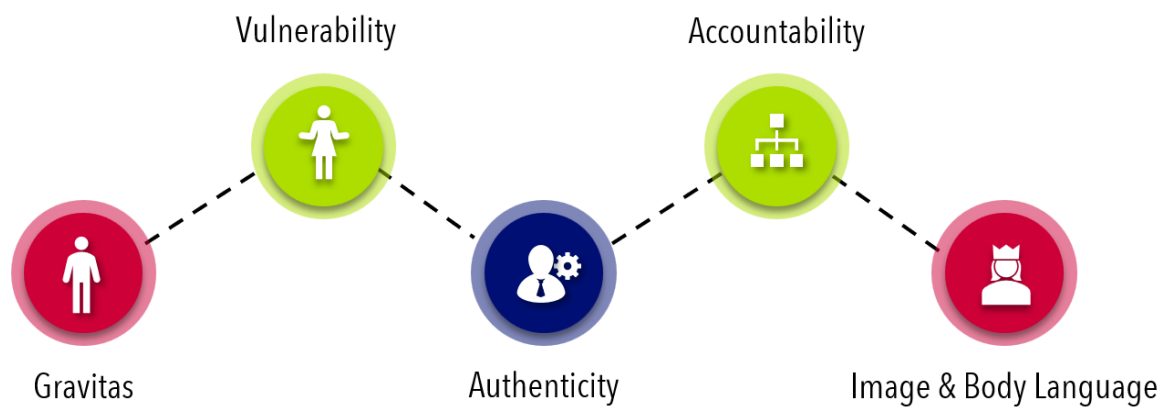 Vulnerability
Accountability
Gravitas
Authenticity
Image & Body Language